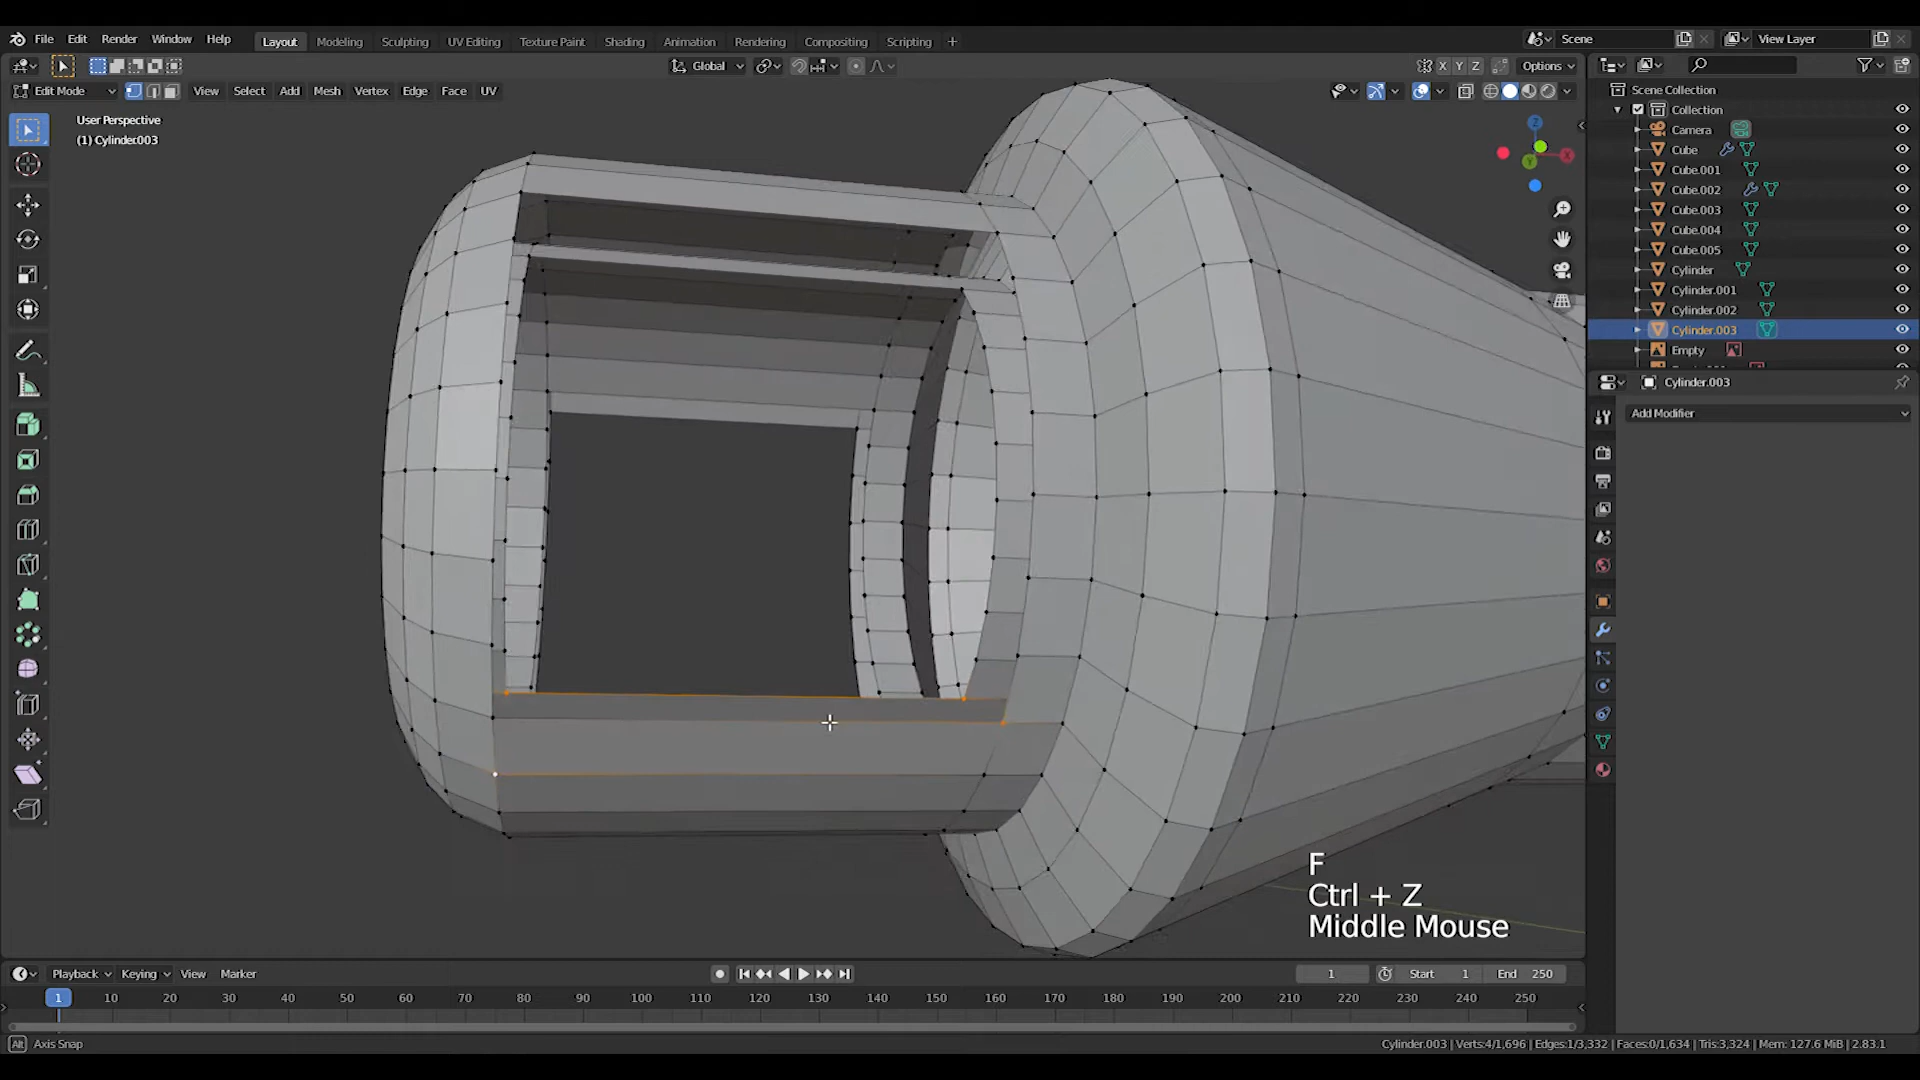 File Edit Render Window Help Layout Modeling Sculpting UV Editing Texture Paint Shading Animation Rendering Compositing Scripting + Scene View Layer
Global X Y Z Options
Edit Mode View Select Add Mesh Vertex Edge Face UV
User Perspective
(1) Cylinder.003
Z
X
Y
Scene Collection
Collection
Camera
Cube
Cube.001
Cube.002
Cube.003
Cube.004
Cube.005
Cylinder
Cylinder.001
Cylinder.002
Cylinder.003
Empty
Cylinder.003
Add Modifier
F
Ctrl + Z
Middle Mouse
Playback Keying View Marker 1 Start 1 End 250
1 10 20 30 40 50 60 70 80 90 100 110 120 130 140 150 160 170 180 190 200 210 220 230 240 250
Alt Axis Snap Cylinder.003 | Verts:4/1,696 | Edges:1/3,332 | Faces:0/1,634 | Tris:3,324 | Mem: 127.6 MiB | 2.83.1